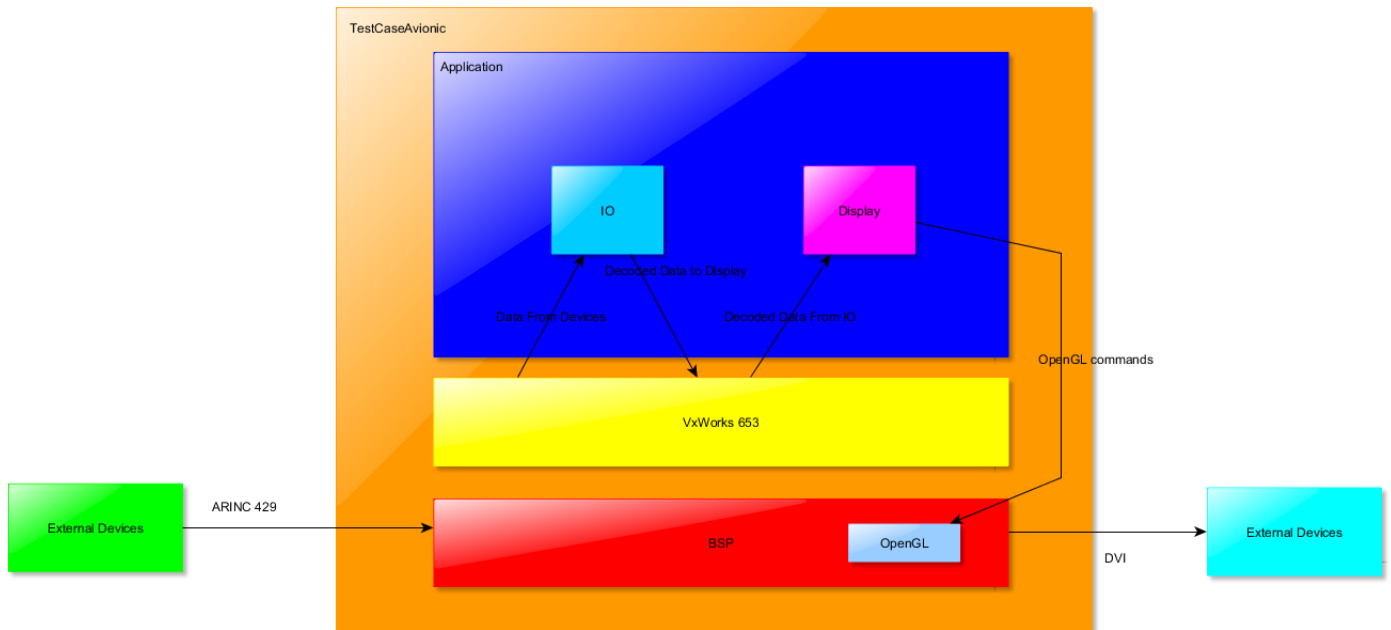 TestCaseAvionic
Application
IO
Display
Decoded Data to Display
Data From Devices
Decoded Data From IO
OpenGL commands
VxWorks 653
External Devices
ARINC 429
BSP
OpenGL
DVI
External Devices